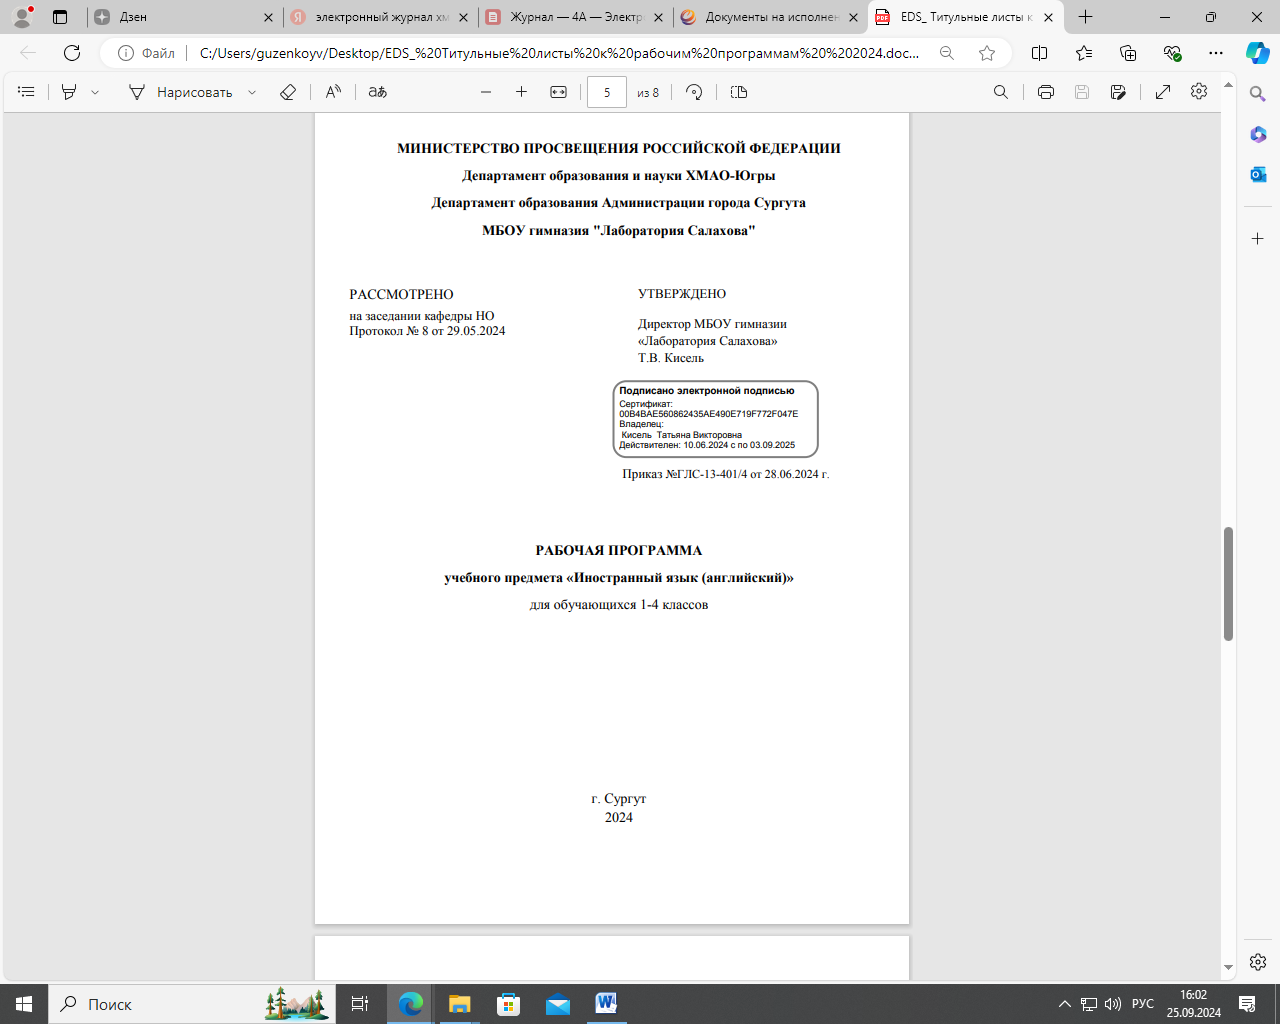 Дзен
электронный журнал хм
Журнал — 4А — Электр
Документы на исполнен
EDS_ Титульные листы к
Файл
C:/Users/guzenkoyv/Desktop/EDS_%20Титульные%20листы%20к%20рабочим%20программам%20%202024.doc...
Нарисовать
аあ
5
из 8
МИНИСТЕРСТВО ПРОСВЕЩЕНИЯ РОССИЙСКОЙ ФЕДЕРАЦИИ
Департамент образования и науки ХМАО-Югры
Департамент образования Администрации города Сургута
МБОУ гимназия "Лаборатория Салахова"
РАССМОТРЕНО
на заседании кафедры НО
Протокол № 8 от 29.05.2024
УТВЕРЖДЕНО
Директор МБОУ гимназии
«Лаборатория Салахова»
Т.В. Кисель
Подписано электронной подписью
Сертификат:
00B4BAE560862435AE490E719F772F047E
Владелец:
Кисель Татьяна Викторовна
Действителен: 10.06.2024 с по 03.09.2025
Приказ №ГЛС-13-401/4 от 28.06.2024 г.
РАБОЧАЯ ПРОГРАММА
учебного предмета «Иностранный язык (английский)»
для обучающихся 1-4 классов
г. Сургут
2024
Поиск
РУС
16:02
25.09.2024